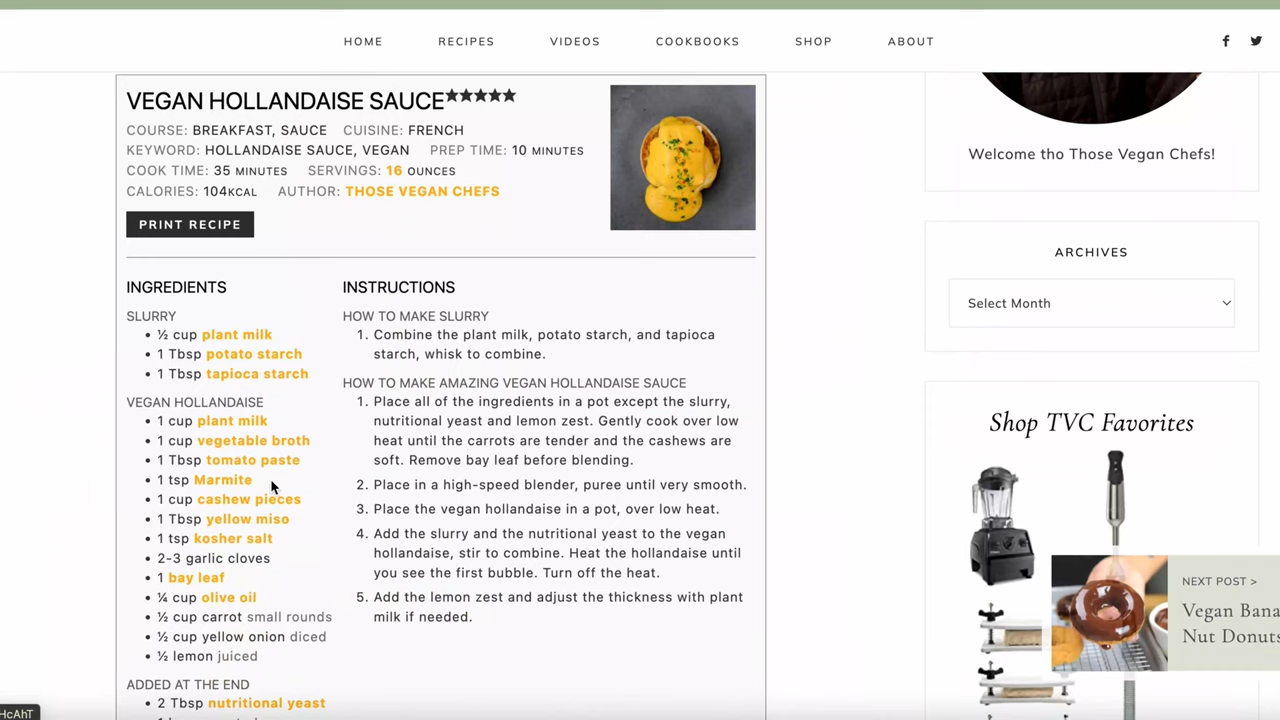 HOME RECIPES VIDEOS COOKBOOKS SHOP ABOUT
VEGAN HOLLANDAISE SAUCE
COURSE: BREAKFAST, SAUCE CUISINE: FRENCH
KEYWORD: HOLLANDAISE SAUCE, VEGAN PREP TIME: 10 MINUTES
COOK TIME: 35 MINUTES SERVINGS: 16 OUNCES
CALORIES: 104KCAL AUTHOR: THOSE VEGAN CHEFS
PRINT RECIPE
INGREDIENTS
SLURRY
• ½ cup plant milk
• 1 Tbsp potato starch
• 1 Tbsp tapioca starch
VEGAN HOLLANDAISE
• 1 cup plant milk
• 1 cup vegetable broth
• 1 Tbsp tomato paste
• 1 tsp Marmite
• 1 cup cashew pieces
• 1 Tbsp yellow miso
• 1 tsp kosher salt
• 2-3 garlic cloves
• 1 bay leaf
• ¼ cup olive oil
• ½ cup carrot small rounds
• ½ cup yellow onion diced
• ½ lemon juiced
ADDED AT THE END
• 2 Tbsp nutritional yeast
INSTRUCTIONS
HOW TO MAKE SLURRY
1. Combine the plant milk, potato starch, and tapioca
starch, whisk to combine.
HOW TO MAKE AMAZING VEGAN HOLLANDAISE SAUCE
1. Place all of the ingredients in a pot except the slurry,
nutritional yeast and lemon zest. Gently cook over low
heat until the carrots are tender and the cashews are
soft. Remove bay leaf before blending.
2. Place in a high-speed blender, puree until very smooth.
3. Place the vegan hollandaise in a pot, over low heat.
4. Add the slurry and the nutritional yeast to the vegan
hollandaise, stir to combine. Heat the hollandaise until
you see the first bubble. Turn off the heat.
5. Add the lemon zest and adjust the thickness with plant
milk if needed.
Welcome tho Those Vegan Chefs!
ARCHIVES
Select Month
Shop TVC Favorites
NEXT POST >
Vegan Bana
Nut Donuts
HcAhT